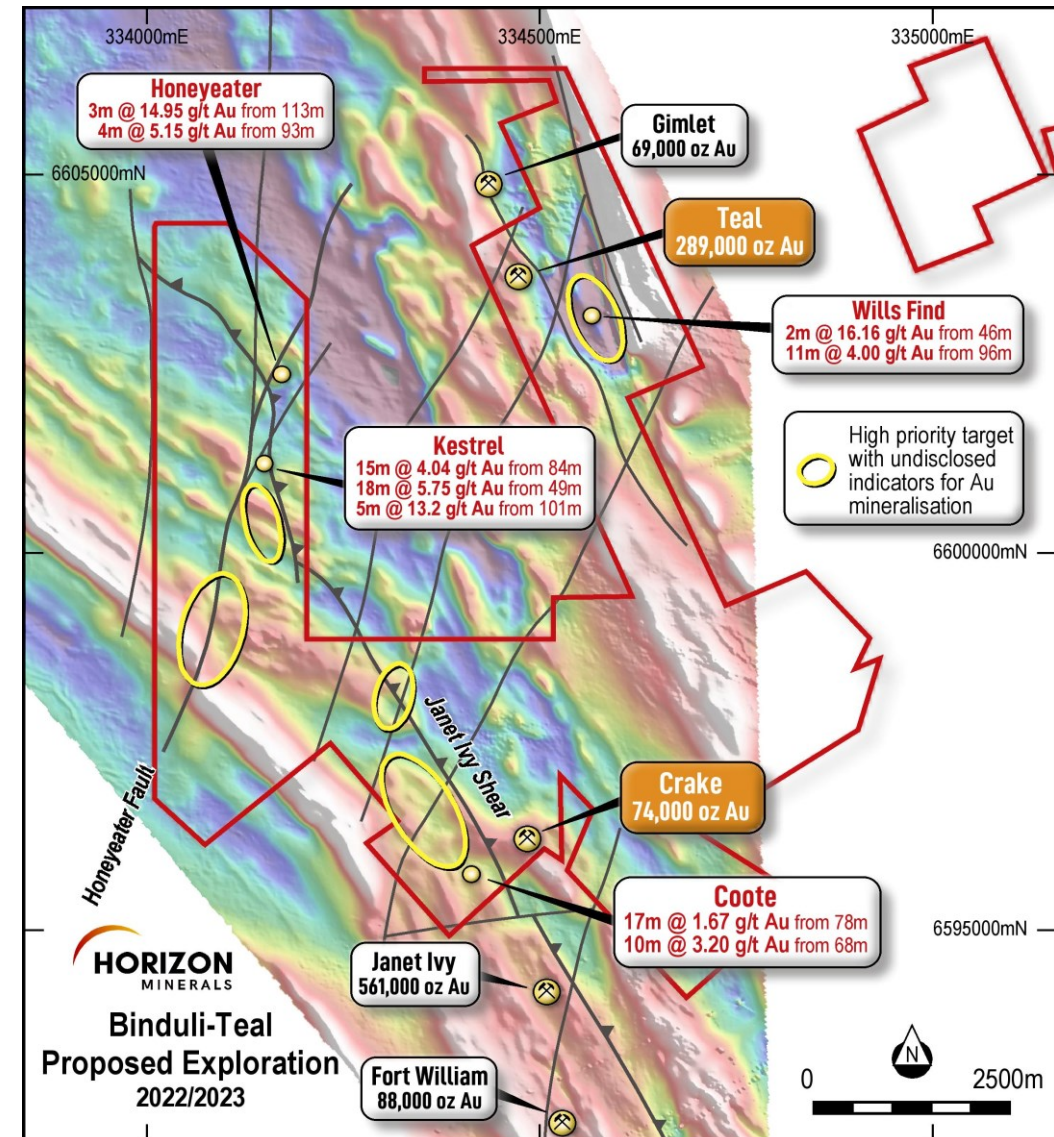 334000mE
334500mE
335000mE
Honeyeater
3m @ 14.95 g/t Au from 113m
4m @ 5.15 g/t Au from 93m
Gimlet
69,000 oz Au
6605000mN
Teal
289,000 oz Au
Wills Find
2m @ 16.16 g/t Au from 46m
11m @ 4.00 g/t Au from 96m
Kestrel
15m @ 4.04 g/t Au from 84m
18m @ 5.75 g/t Au from 49m
5m @ 13.2 g/t Au from 101m
High priority target
with undisclosed
indicators for Au
mineralisation
6600000mN
Janet Ivy Shear
Honeyeater Fault
Crake
74,000 oz Au
Coote
17m @ 1.67 g/t Au from 78m
10m @ 3.20 g/t Au from 68m
6595000mN
HORIZON
MINERALS
Janet Ivy
561,000 oz Au
Binduli-Teal
Proposed Exploration
2022/2023
Fort William
88,000 oz Au
N
0
2500m